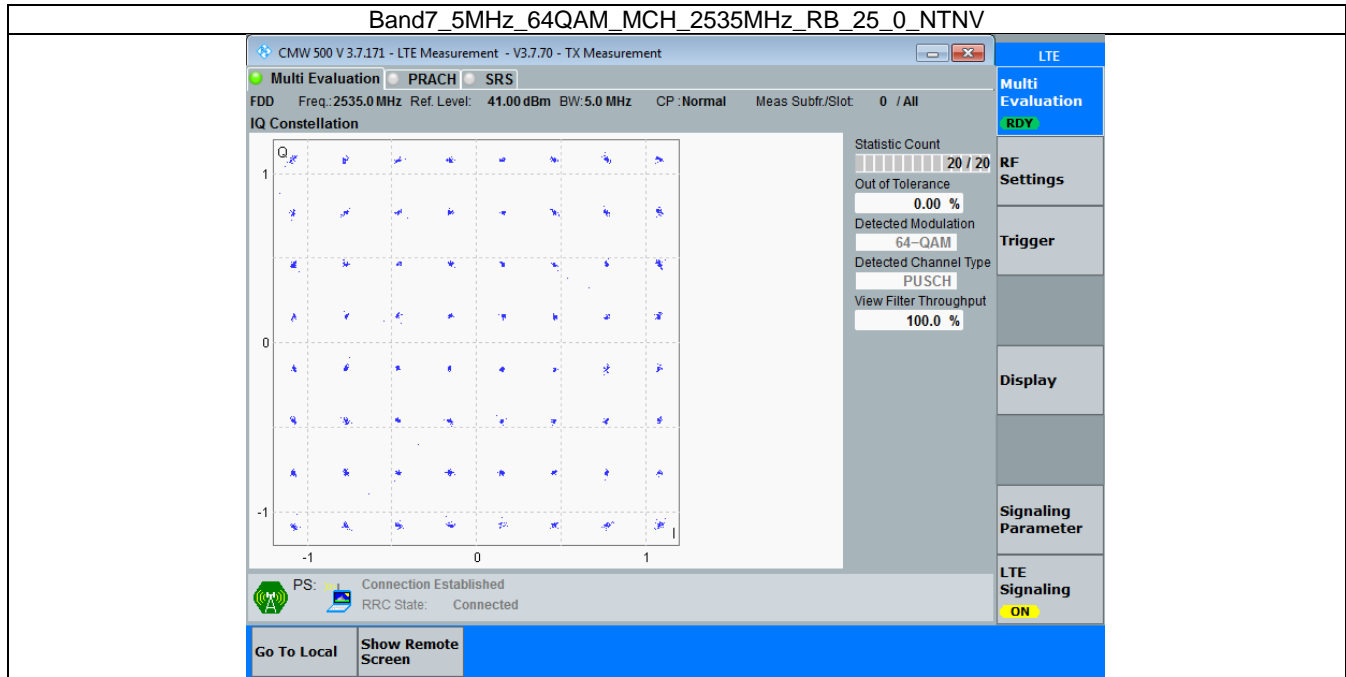 Band7_5MHz_64QAM_MCH_2535MHz_RB_25_0_NTNV
CMW 500 V 3.7.171 - LTE Measurement - V3.7.70 - TX Measurement
LTE
Multi Evaluation PRACH SRS
FDD Freq.:2535.0 MHz Ref. Level: 41.00 dBm BW:5.0 MHz CP :Normal Meas Subfr./Slot: 0 / All
IQ Constellation
Q
1
0
-1
-1 0 1
I
Statistic Count
20 / 20
Out of Tolerance
0.00 %
Detected Modulation
64-QAM
Detected Channel Type
PUSCH
View Filter Throughput
100.0 %
Multi
Evaluation
RDY
RF
Settings
Trigger
Display
Signaling
Parameter
LTE
Signaling
ON
PS: Connection Established
RRC State: Connected
Go To Local
Show Remote
Screen